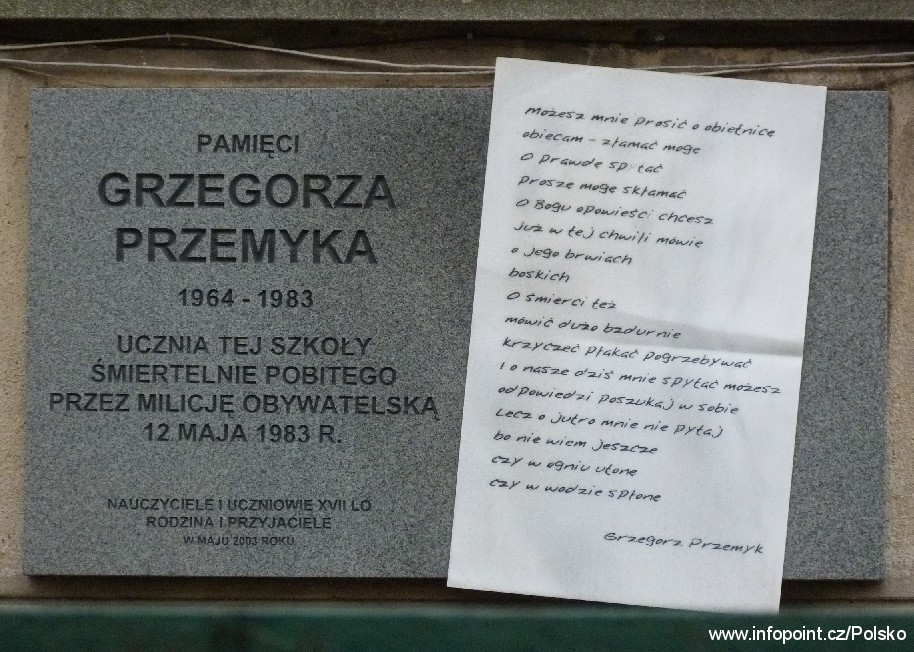 PAMIĘCI
GRZEGORZA
PRZEMYKA
1964 - 1983
UCZNIA TEJ SZKOŁY
ŚMIERTELNIE POBITEGO
PRZEZ MILICJĘ OBYWATELSKĄ
12 MAJA 1983 R.
NAUCZYCIELE I UCZNIOWIE XVII LO
RODZINA I PRZYJACIELE
W MAJU 2003 ROKU
Możesz mnie prosić o obietnice
obiecam - złamać mogę
O prawdę spytać
proszę mogę skłamać
O Bogu opowieści chcesz
już w tej chwili mówię
o jego brwiach
boskich
O śmierci też
mówić dużo bzdurnie
krzyczeć płakać pogrzebywać
I o nasze dziś mnie spytać możesz
odpowiedzi poszukaj w sobie
Lecz o jutro mnie nie pytaj
bo nie wiem jeszcze
czy w ogniu utonę
czy w wodzie spłonę
Grzegorz Przemyk
www.infopoint.cz/Polsko